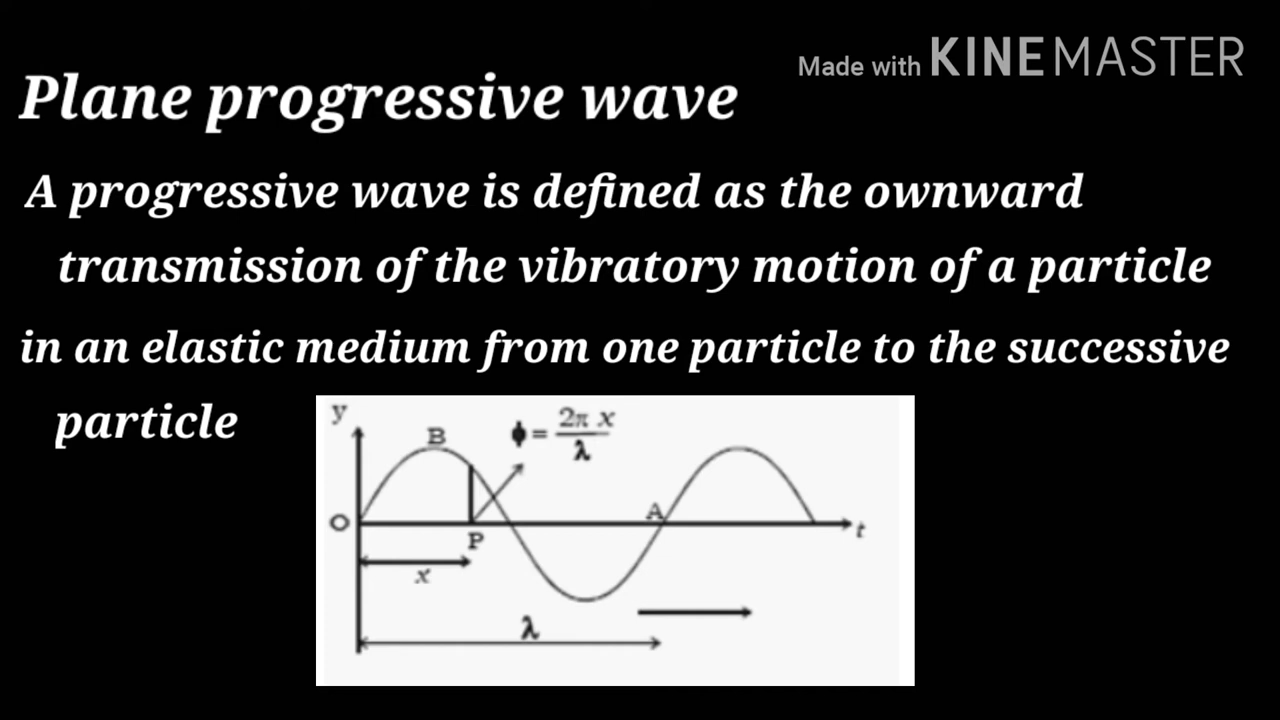 Made with KINEMASTER
Plane progressive wave
A progressive wave is defined as the ownward
transmission of the vibratory motion of a particle
in an elastic medium from one particle to the successive
particle
y
B
ϕ = 2π x / λ
O
A
t
P
x
λ